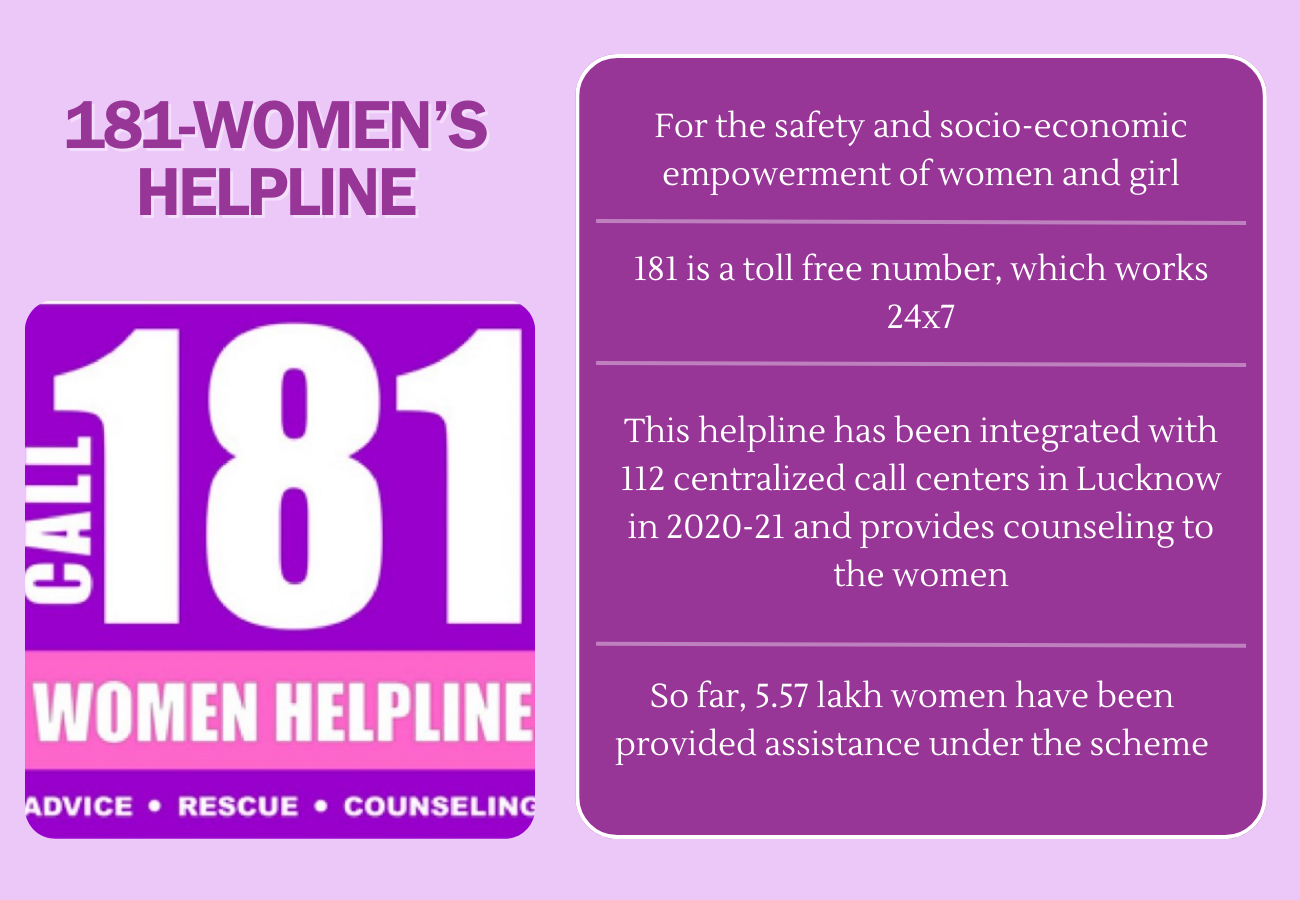 181-WOMEN’S
HELPLINE
CALL
181
WOMEN HELPLINE
ADVICE • RESCUE • COUNSELING
For the safety and socio-economic
empowerment of women and girl
181 is a toll free number, which works
24x7
This helpline has been integrated with
112 centralized call centers in Lucknow
in 2020-21 and provides counseling to
the women
So far, 5.57 lakh women have been
provided assistance under the scheme